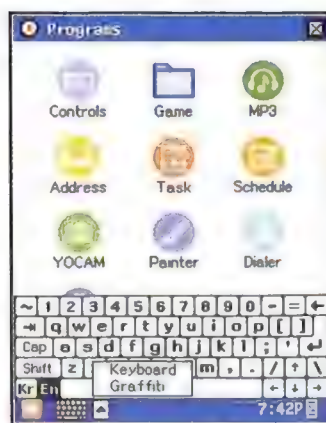 Programs
Controls Game MP3
Address Task Schedule
YOCAM Painter Dialer
~ 1 2 3 4 5 6 7 8 9 0 - = ←
⇥ q w e r t y u i o p [ ]
Cap a s d f g h j k l ; ' ↵
Shift z Keyboard m , . / ↑ \
Kr En Graffiti ← ↓ →
7:42P